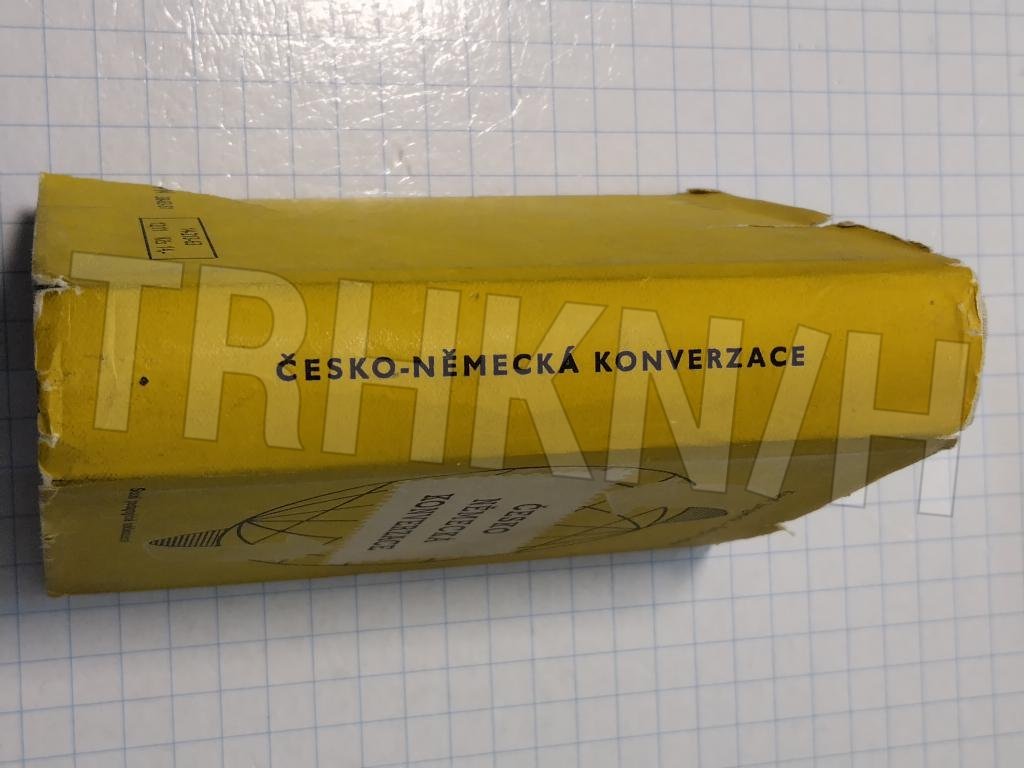 ČESKO-NĚMECKÁ KONVERZACE
TRHKNIH
ČESKO
NĚMECKÁ
KONVERZACE